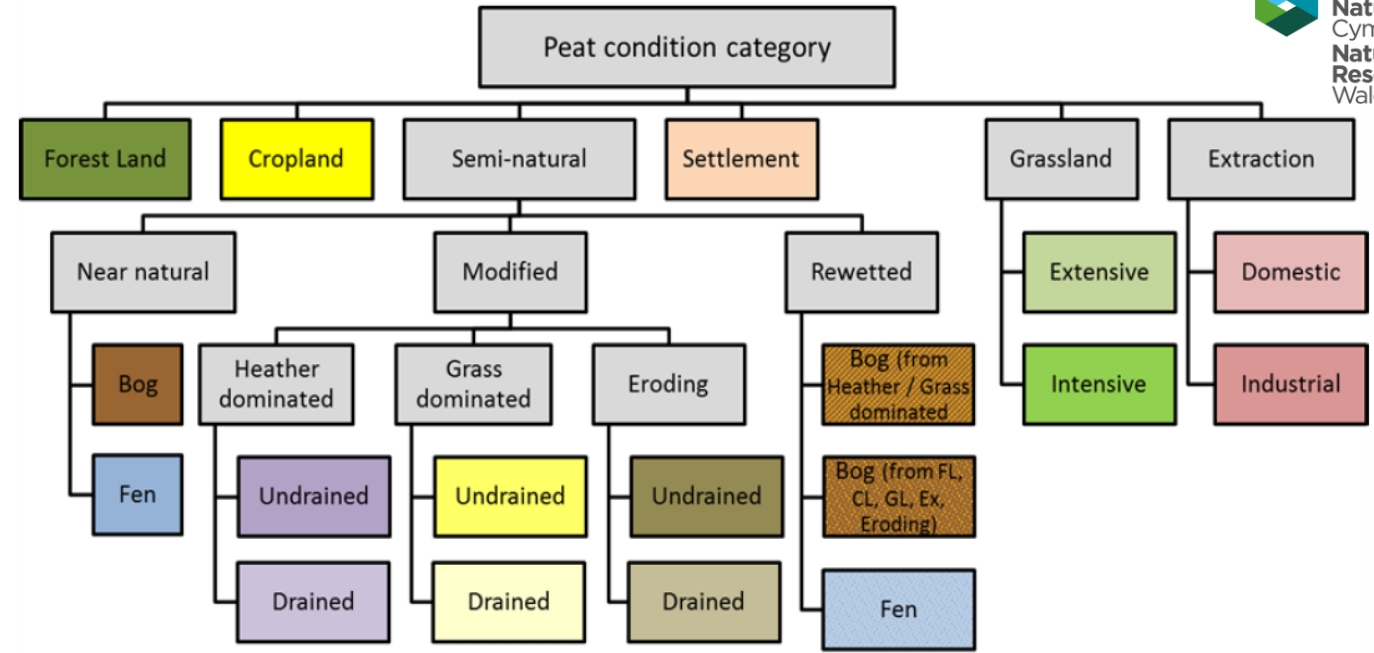 Peat condition category
Forest Land
Cropland
Semi-natural
Settlement
Grassland
Extraction
Near natural
Modified
Rewetted
Extensive
Domestic
Bog
Heather
dominated
Grass
dominated
Eroding
Bog (from
Heather / Grass
dominated
Intensive
Industrial
Fen
Undrained
Undrained
Undrained
Bog (from FL,
CL, GL, Ex,
Eroding)
Drained
Drained
Drained
Fen